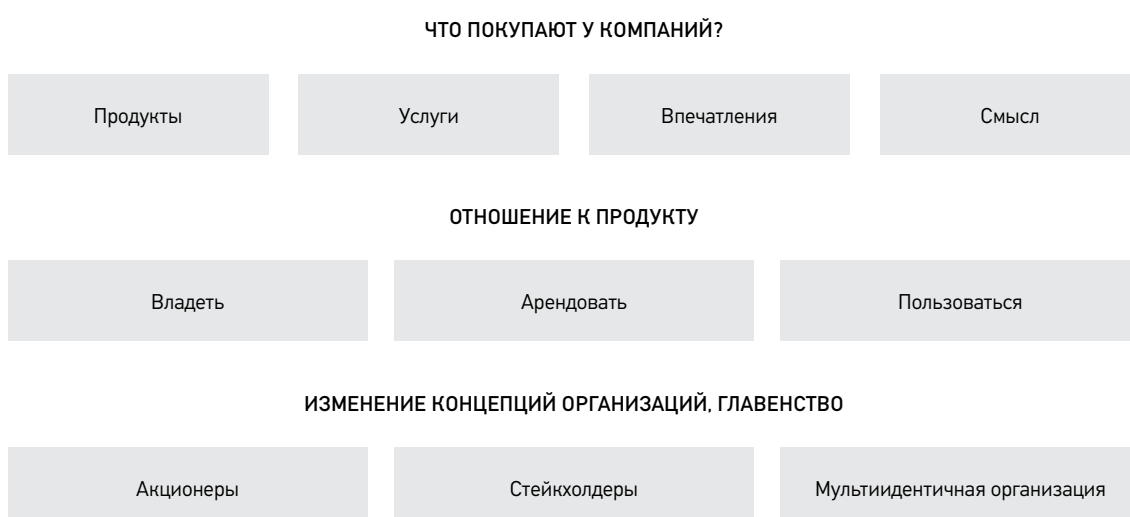 ЧТО ПОКУПАЮТ У КОМПАНИЙ?
Продукты Услуги Впечатления Смысл
ОТНОШЕНИЕ К ПРОДУКТУ
Владеть Арендовать Пользоваться
ИЗМЕНЕНИЕ КОНЦЕПЦИЙ ОРГАНИЗАЦИЙ, ГЛАВЕНСТВО
Акционеры Стейкхолдеры Мультиидентичная организация